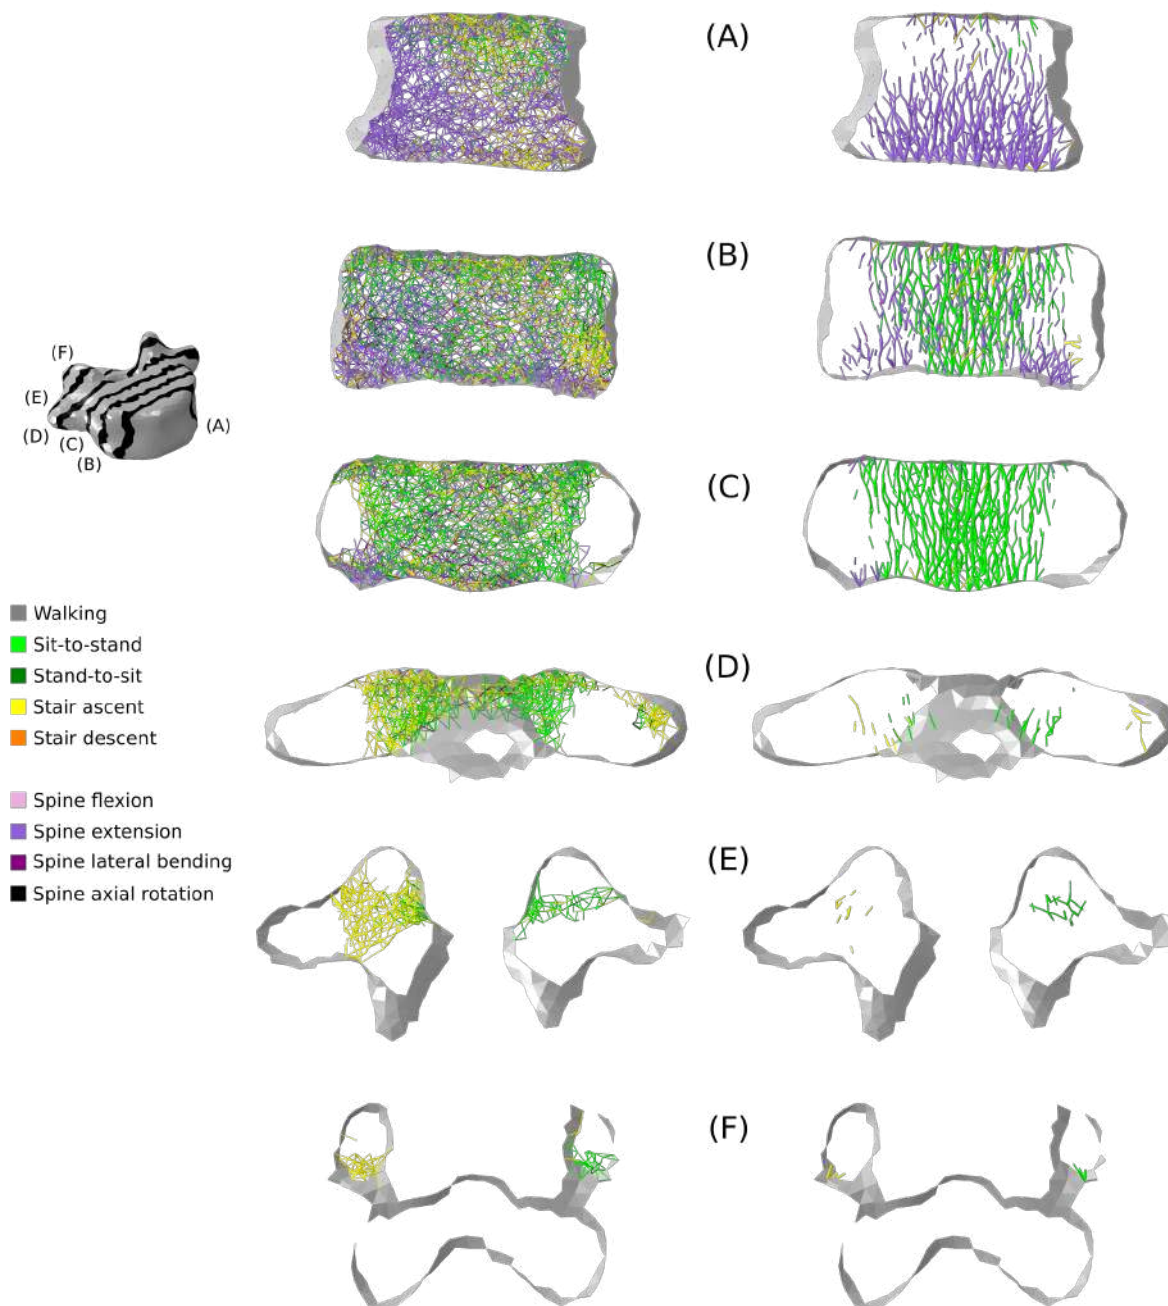 (A)
(B)
(F)
(E)
(D)
(C)
(B)
(A)
(C)
Walking
Sit-to-stand
Stand-to-sit
Stair ascent
Stair descent
(D)
Spine flexion
Spine extension
Spine lateral bending
Spine axial rotation
(E)
(F)